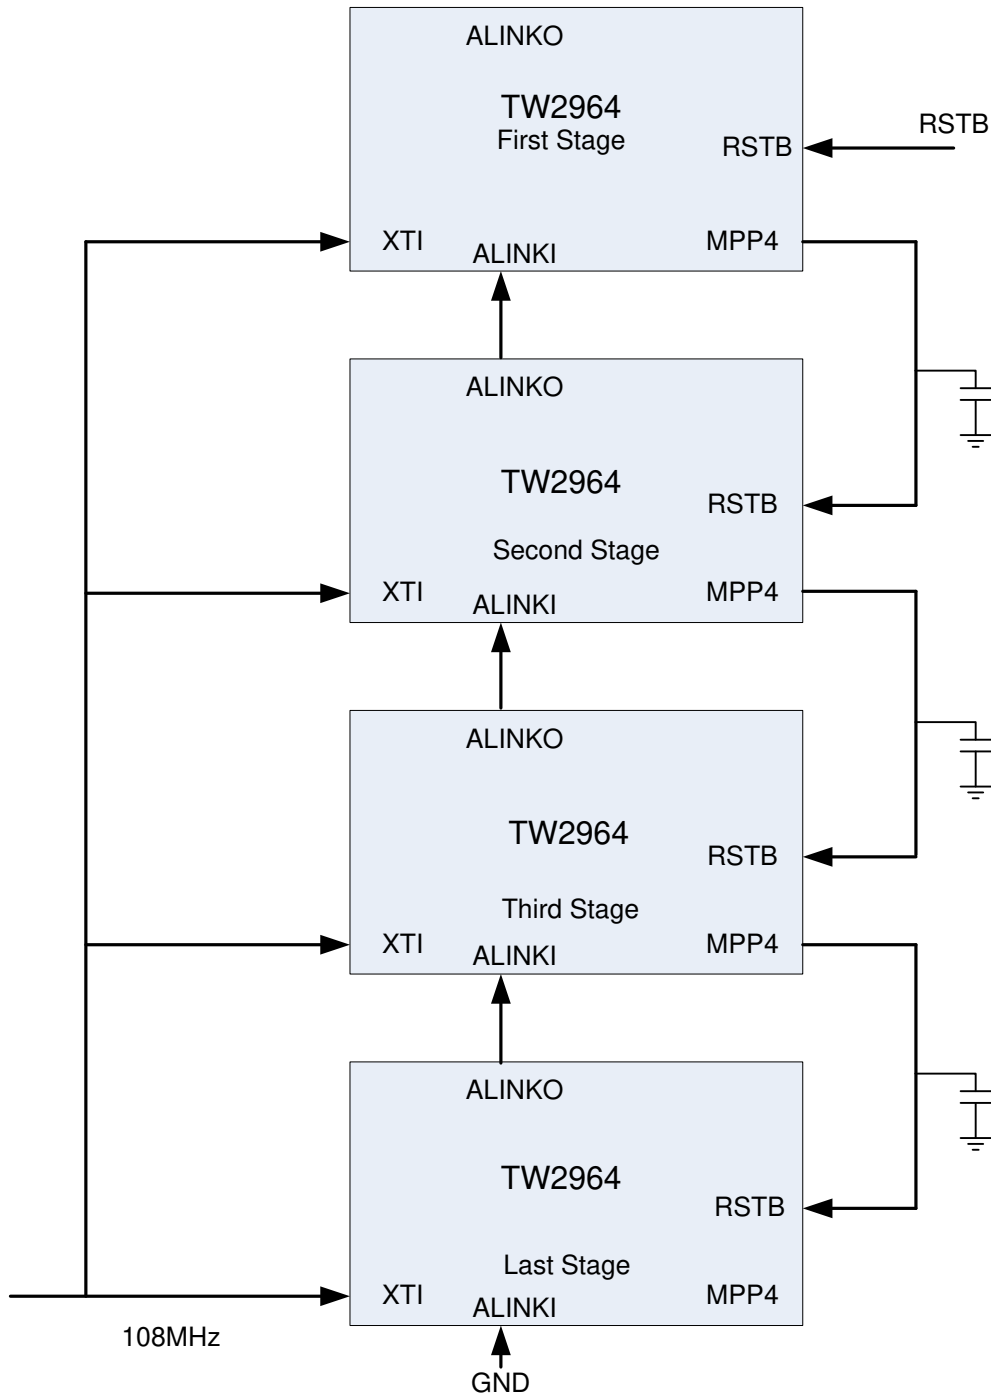 ALINKO
TW2964
First Stage
RSTB
RSTB
XTI
ALINKI
MPP4
ALINKO
TW2964
RSTB
Second Stage
XTI
ALINKI
MPP4
ALINKO
TW2964
RSTB
Third Stage
XTI
ALINKI
MPP4
ALINKO
TW2964
RSTB
Last Stage
XTI
ALINKI
MPP4
108MHz
GND